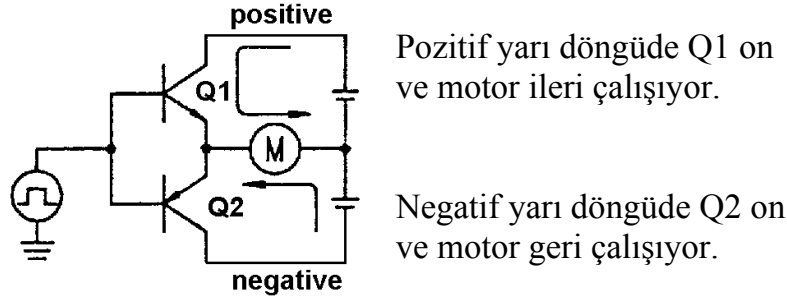 positive
Pozitif yarı döngüde Q1 on
ve motor ileri çalışıyor.
Q1
M
Q2
Negatif yarı döngüde Q2 on
ve motor geri çalışıyor.
negative